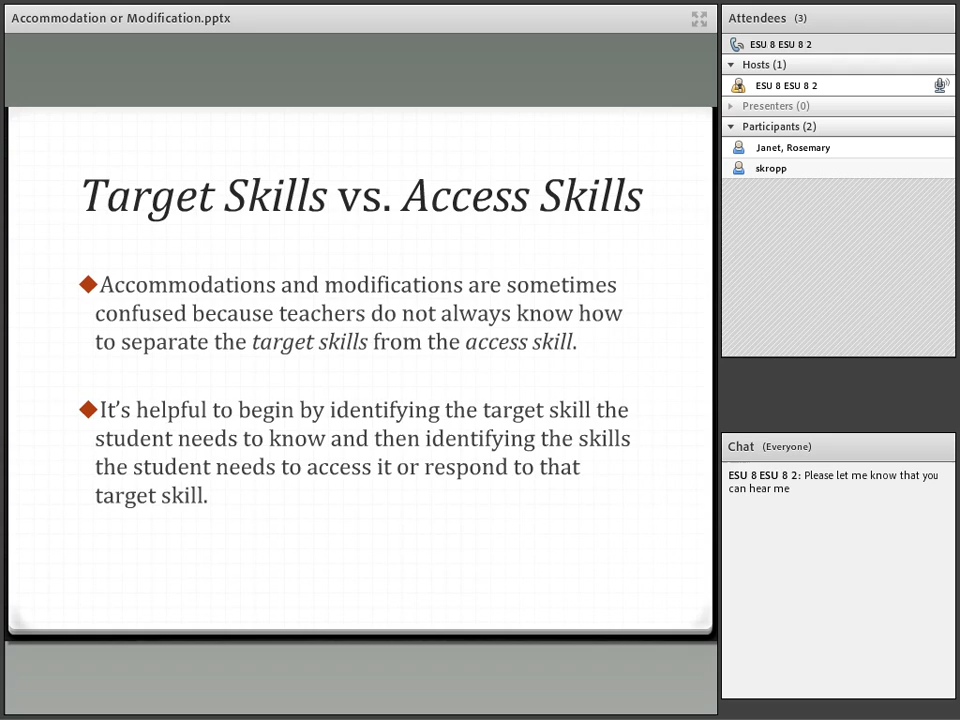 Accommodation or Modification.pptx
Target Skills vs. Access Skills
Accommodations and modifications are sometimes
confused because teachers do not always know how
to separate the target skills from the access skill.
It’s helpful to begin by identifying the target skill the
student needs to know and then identifying the skills
the student needs to access it or respond to that
target skill.
Attendees (3)
ESU 8 ESU 8 2
Hosts (1)
ESU 8 ESU 8 2
Presenters (0)
Participants (2)
Janet, Rosemary
skropp
Chat (Everyone)
ESU 8 ESU 8 2: Please let me know that you
can hear me